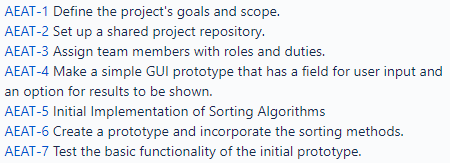 AEAT-1 Define the project's goals and scope.
AEAT-2 Set up a shared project repository.
AEAT-3 Assign team members with roles and duties.
AEAT-4 Make a simple GUI prototype that has a field for user input and
an option for results to be shown.
AEAT-5 Initial Implementation of Sorting Algorithms
AEAT-6 Create a prototype and incorporate the sorting methods.
AEAT-7 Test the basic functionality of the initial prototype.